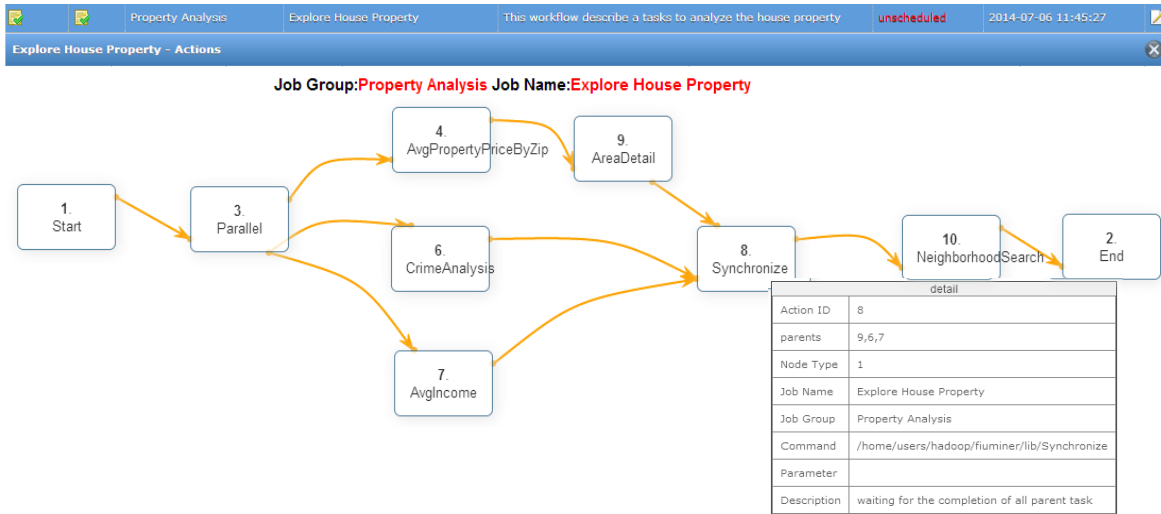 Property Analysis Explore House Property This workflow describe a tasks to analyze the house property unscheduled 2014-07-06 11:45:27
Explore House Property - Actions
Job Group:Property Analysis Job Name:Explore House Property
1.
Start
3.
Parallel
4.
AvgPropertyPriceByZip
9.
AreaDetail
6.
CrimeAnalysis
7.
AvgIncome
8.
Synchronize
10.
NeighborhoodSearch
2.
End
detail
Action ID 8
parents 9,6,7
Node Type 1
Job Name Explore House Property
Job Group Property Analysis
Command /home/users/hadoop/fiuminer/lib/Synchronize
Parameter
Description waiting for the completion of all parent task